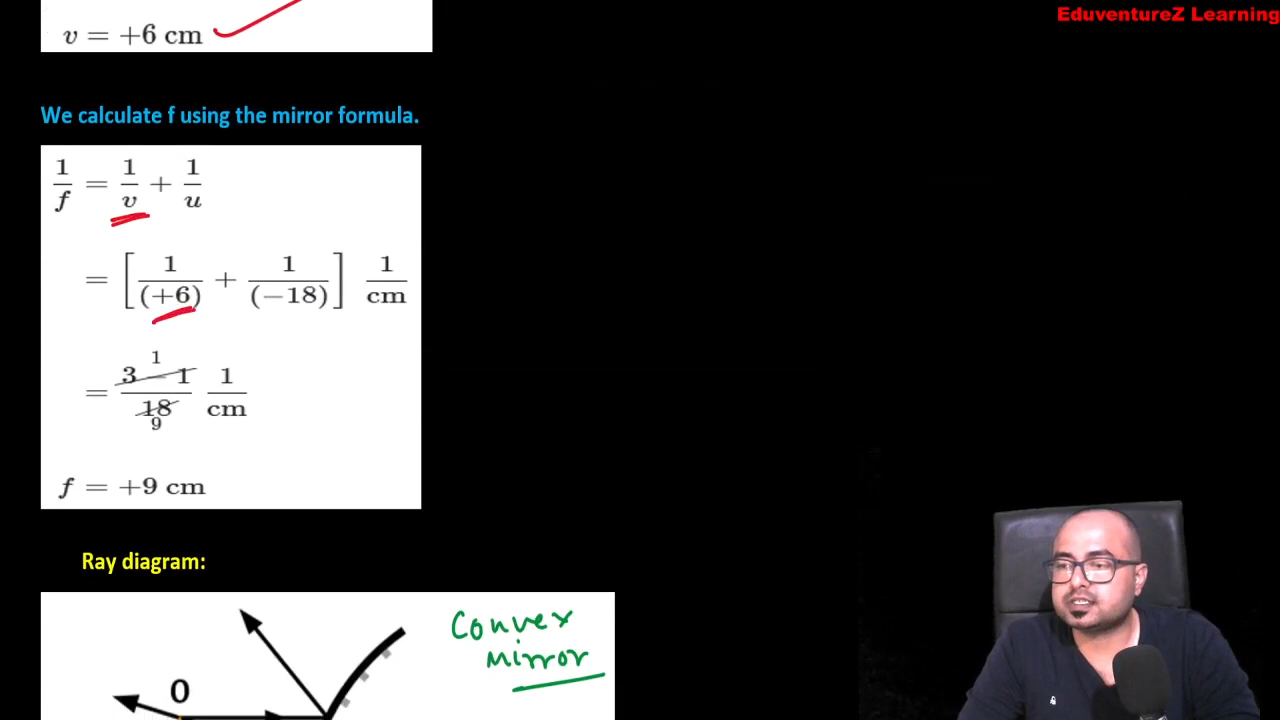 EduventureZ Learning
v = +6 cm
We calculate f using the mirror formula.
1/f = 1/v + 1/u
= [1/(+6) + 1/(−18)] 1/cm
1
= 3 − 1/18 1/cm
9
f = +9 cm
Ray diagram:
Convex
mirror
O